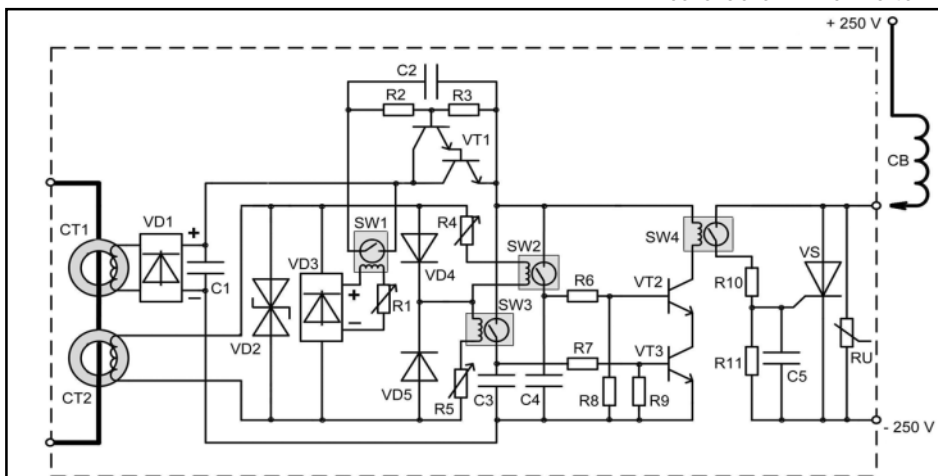 + 250 V
C2
R2
R3
VT1
CB
CT1
VD1
+
−
C1
SW1
R4
SW2
SW4
VD3
+
−
R1
VD4
R6
VT2
R10
VS
VD2
SW3
R7
VT3
R11
C5
RU
CT2
VD5
R5
C3
C4
R8
R9
- 250 V